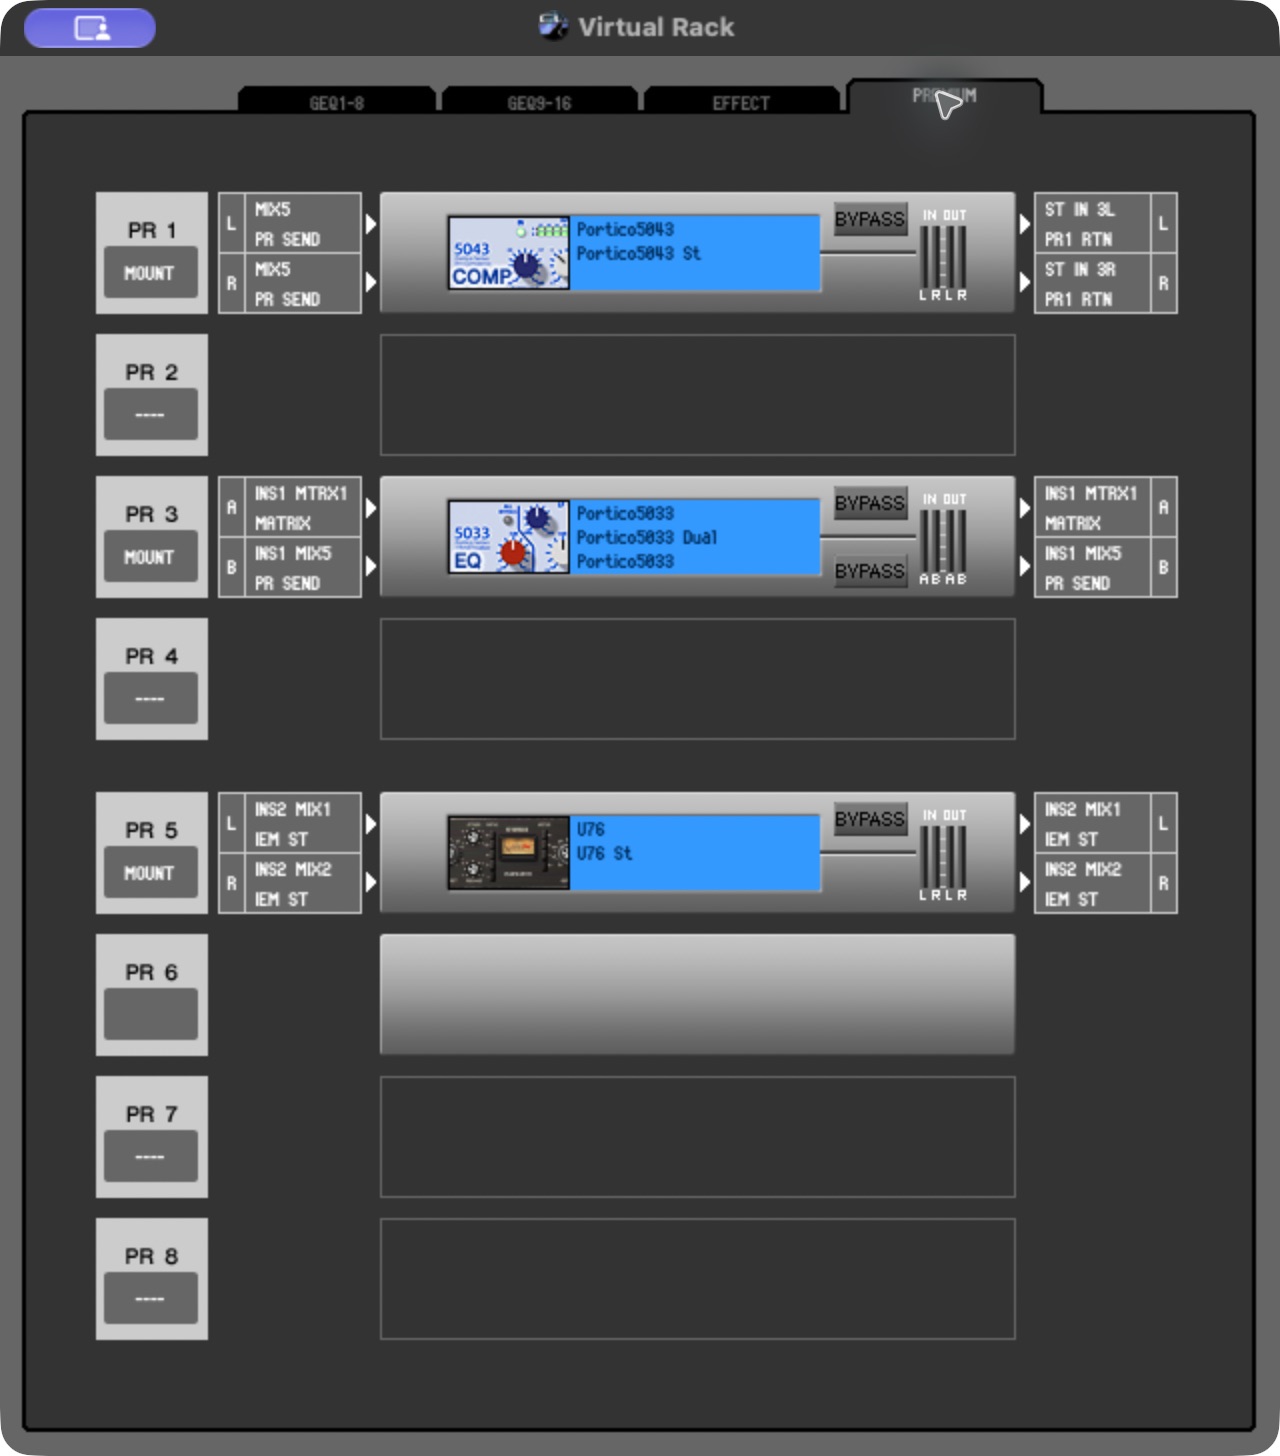 Virtual Rack
GEQ1-8 GEQ9-16 EFFECT PREMIUM
PR 1
MOUNT
L MIX5
PR SEND
R MIX5
PR SEND
5043
COMP
Portico5043
Portico5043 St
BYPASS
IN OUT
L R L R
ST IN 3L L
PR1 RTN
ST IN 3R R
PR1 RTN
PR 2
----
PR 3
MOUNT
A INS1 MTRX1
MATRIX
B INS1 MIX5
PR SEND
5033
EQ
Portico5033
Portico5033 Dual
Portico5033
BYPASS
BYPASS
IN OUT
A B A B
INS1 MTRX1 A
MATRIX
INS1 MIX5 B
PR SEND
PR 4
----
PR 5
MOUNT
L INS2 MIX1
IEM ST
R INS2 MIX2
IEM ST
U76
U76 St
BYPASS
IN OUT
L R L R
INS2 MIX1 L
IEM ST
INS2 MIX2 R
IEM ST
PR 6
PR 7
----
PR 8
----